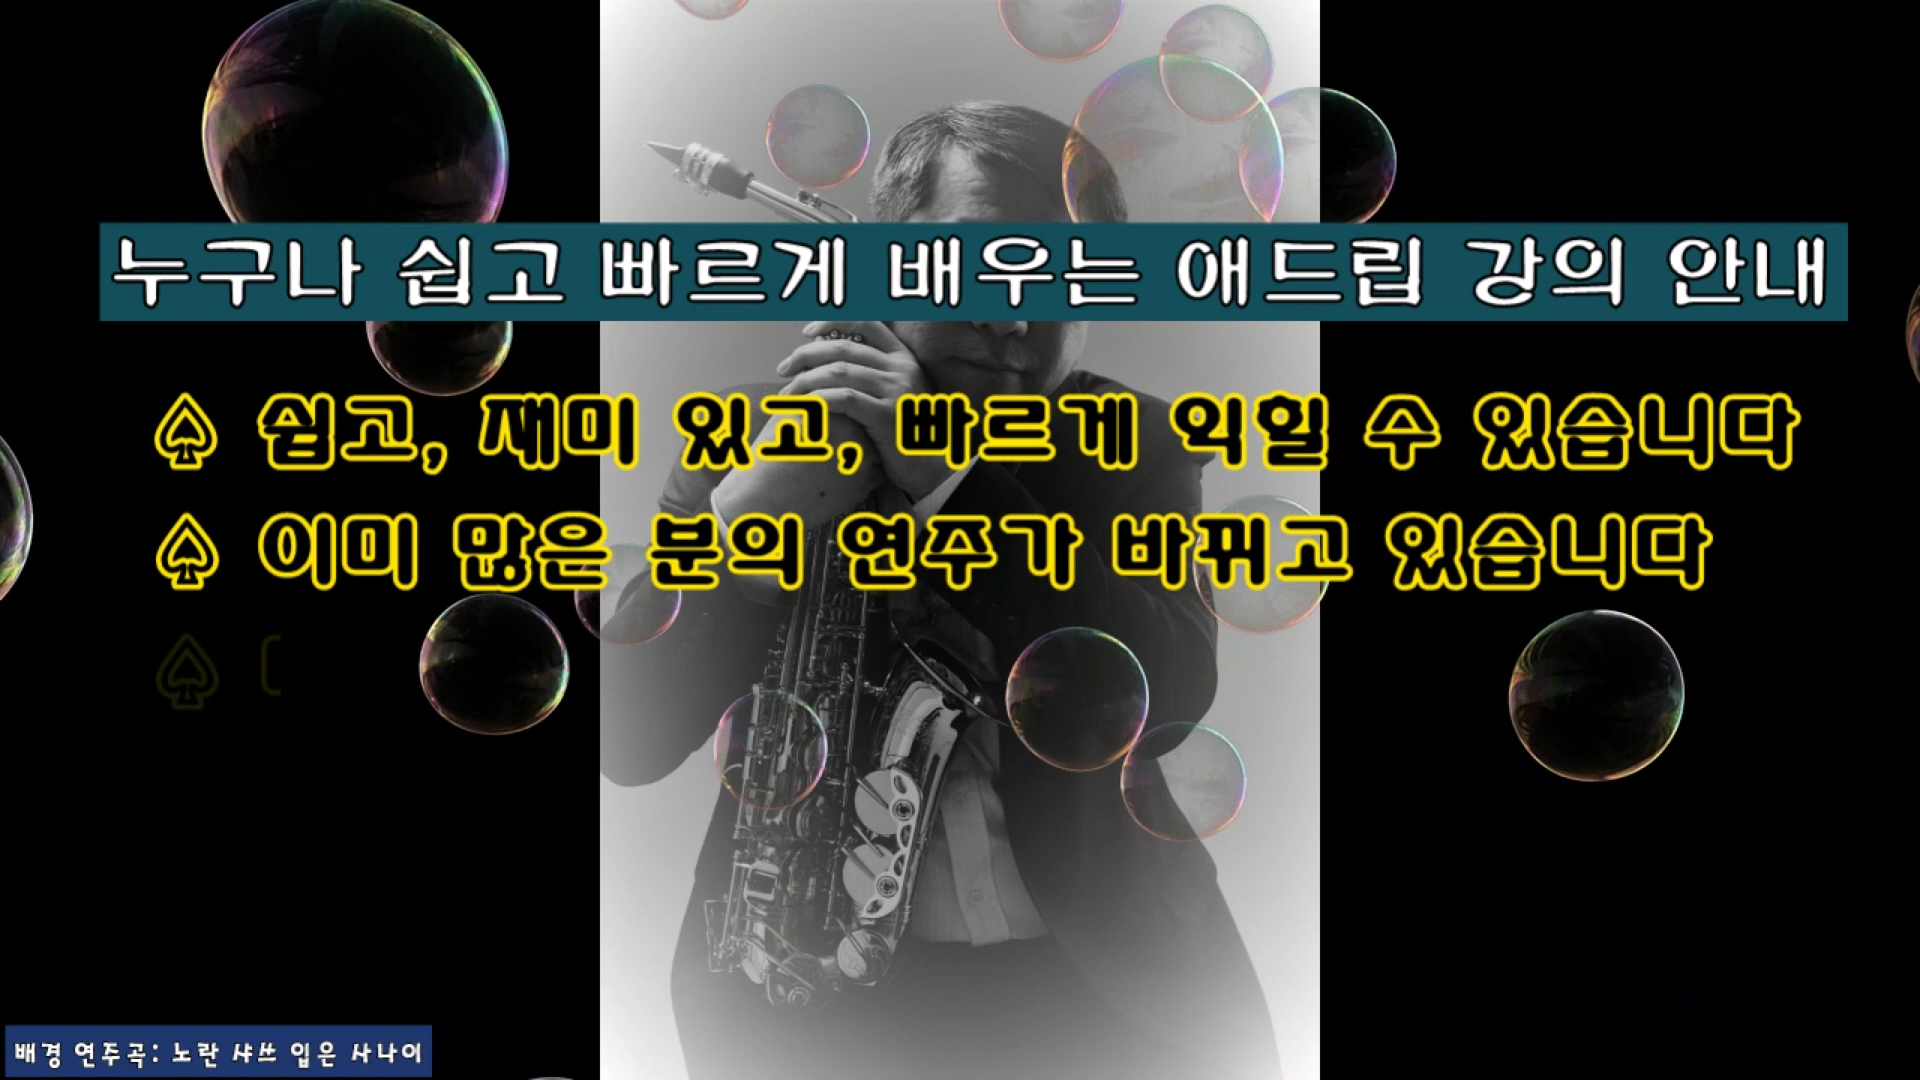 누구나 쉽고 빠르게 배우는 애드립 강의 안내
♤ 쉽고, 재미 있고, 빠르게 익힐 수 있습니다
♤ 이미 많은 분의 연주가 바뀌고 있습니다
♤
배경 연주곡: 노란 샤쓰 입은 사나이